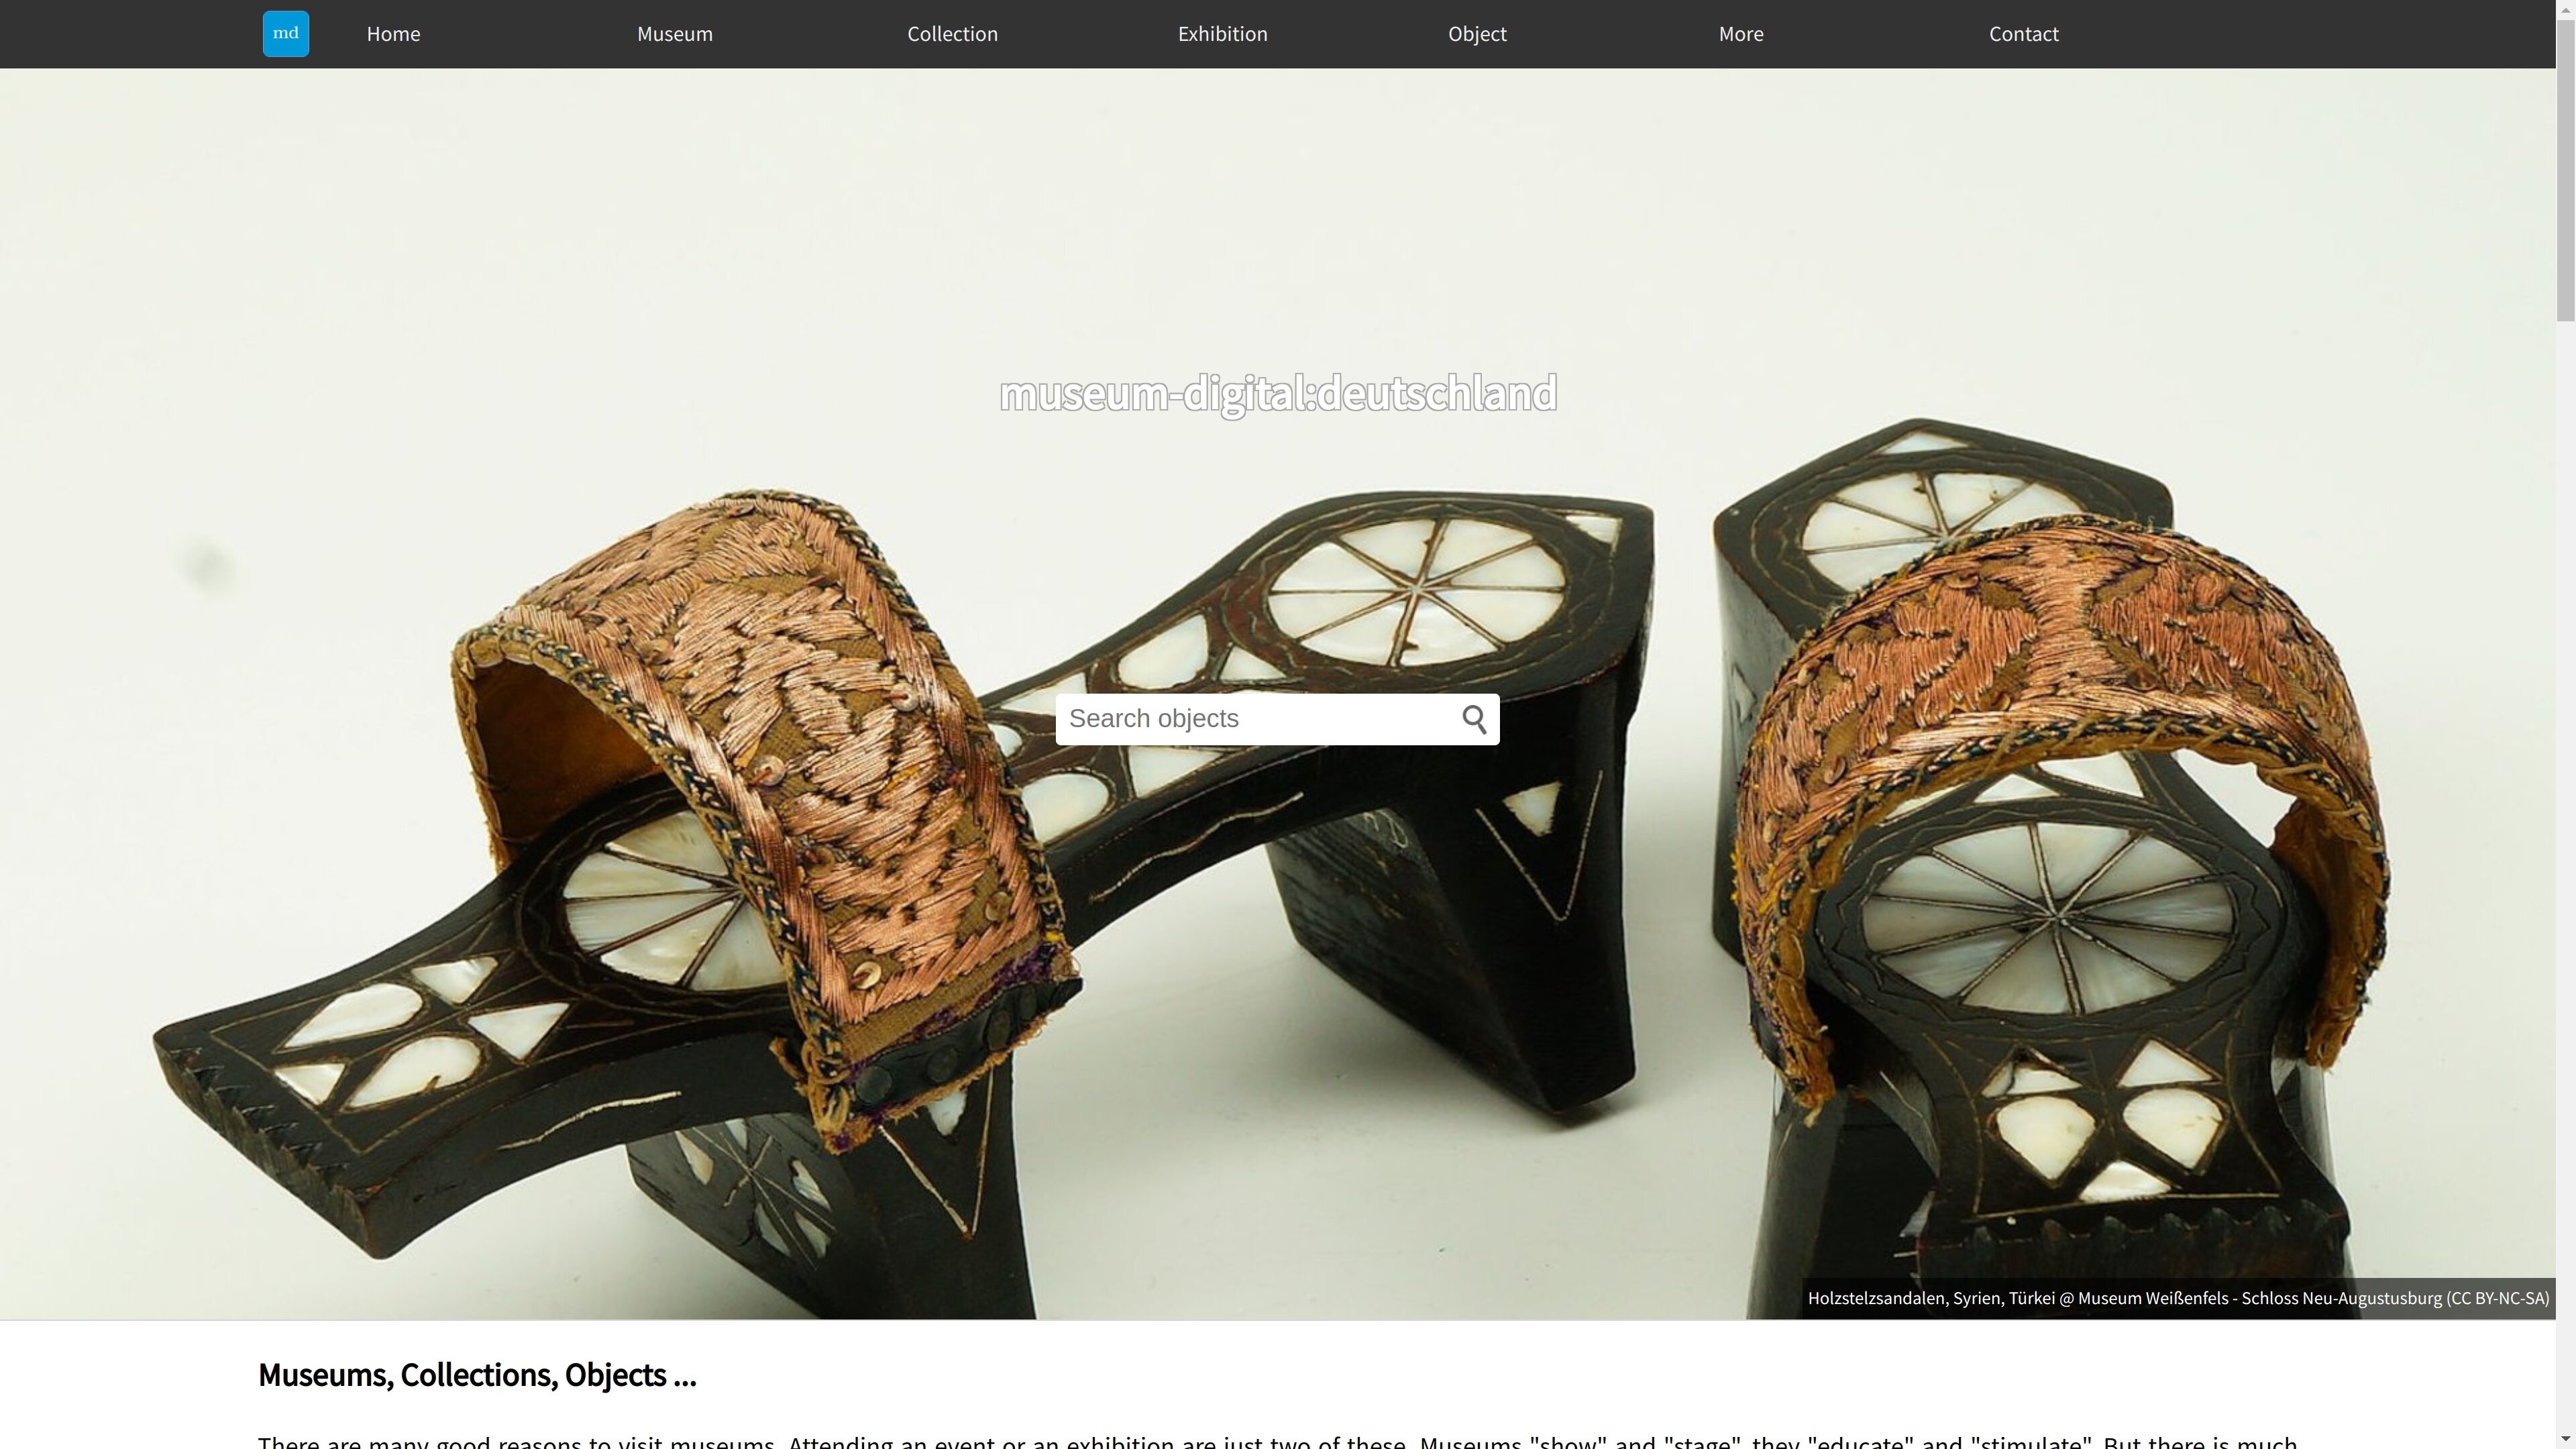 md
Home
Museum
Collection
Exhibition
Object
More
Contact
museum-digital:deutschland
Search objects
Holzstelzsandalen, Syrien, Türkei @ Museum Weißenfels - Schloss Neu-Augustusburg (CC BY-NC-SA)
Museums, Collections, Objects ...
There are many good reasons to visit museums. Attending an event or an exhibition are just two of these. Museums "show" and "stage", they "educate" and "stimulate". But there is much